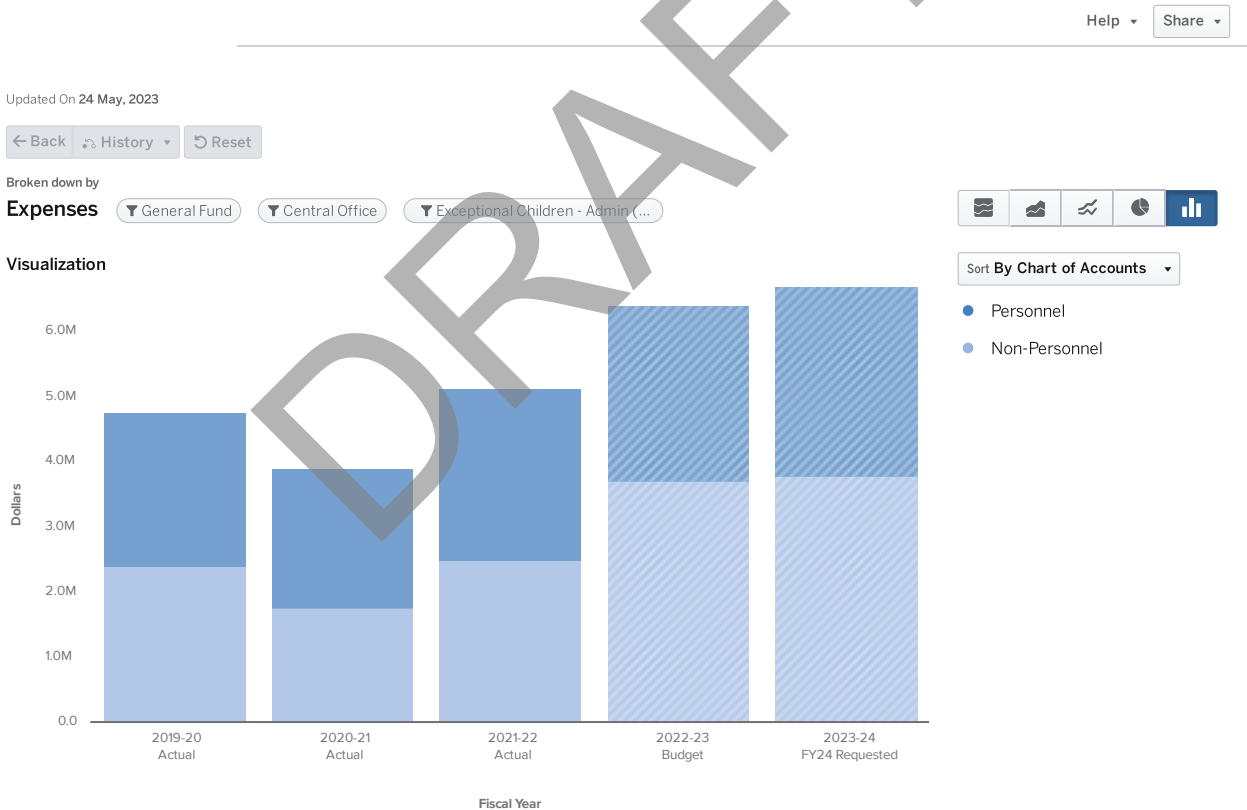 Help
Share
Updated On 24 May, 2023
Back
History
Reset
Broken down by
Expenses
General Fund
Central Office
Exceptional Children - Admin (...
Visualization
Sort By Chart of Accounts
Personnel
Non-Personnel
Dollars
6.0M
5.0M
4.0M
3.0M
2.0M
1.0M
0.0
2019-20
Actual
2020-21
Actual
2021-22
Actual
2022-23
Budget
2023-24
FY24 Requested
Fiscal Year
DRAFT